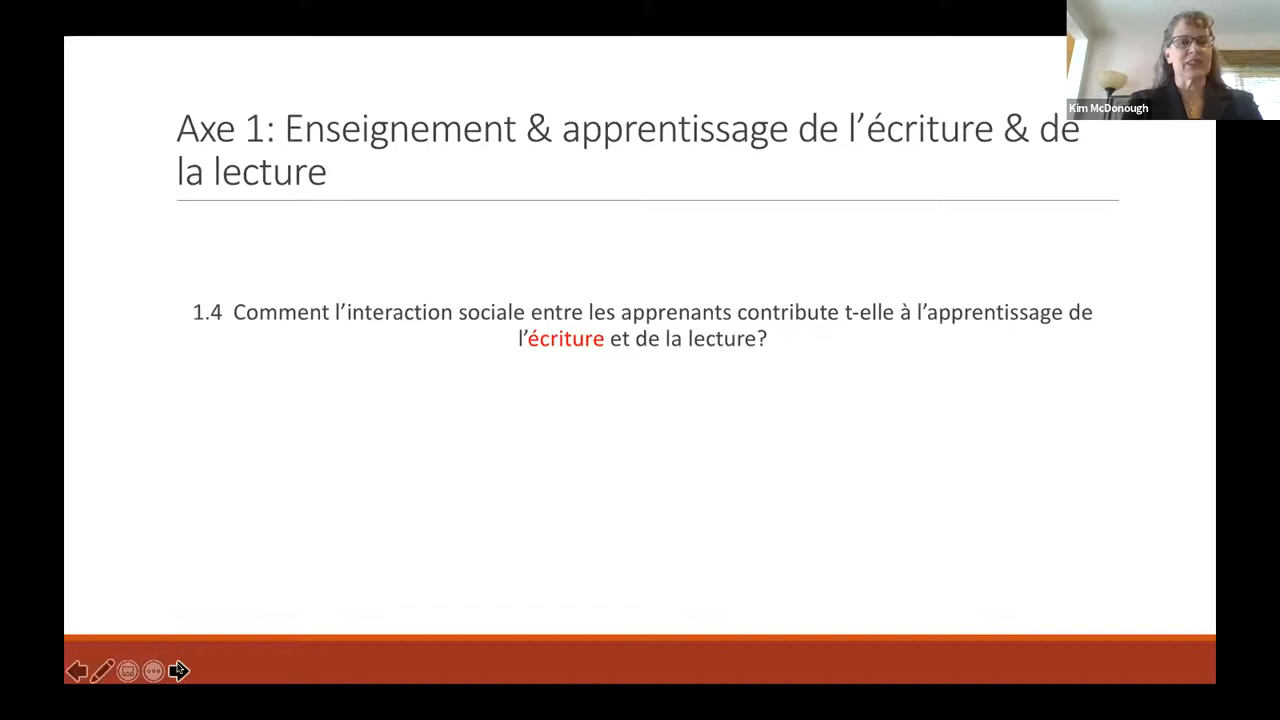 Kim McDonough
Axe 1: Enseignement & apprentissage de l’écriture & de
la lecture
1.4 Comment l’interaction sociale entre les apprenants contribute t-elle à l’apprentissage de
l’écriture et de la lecture?